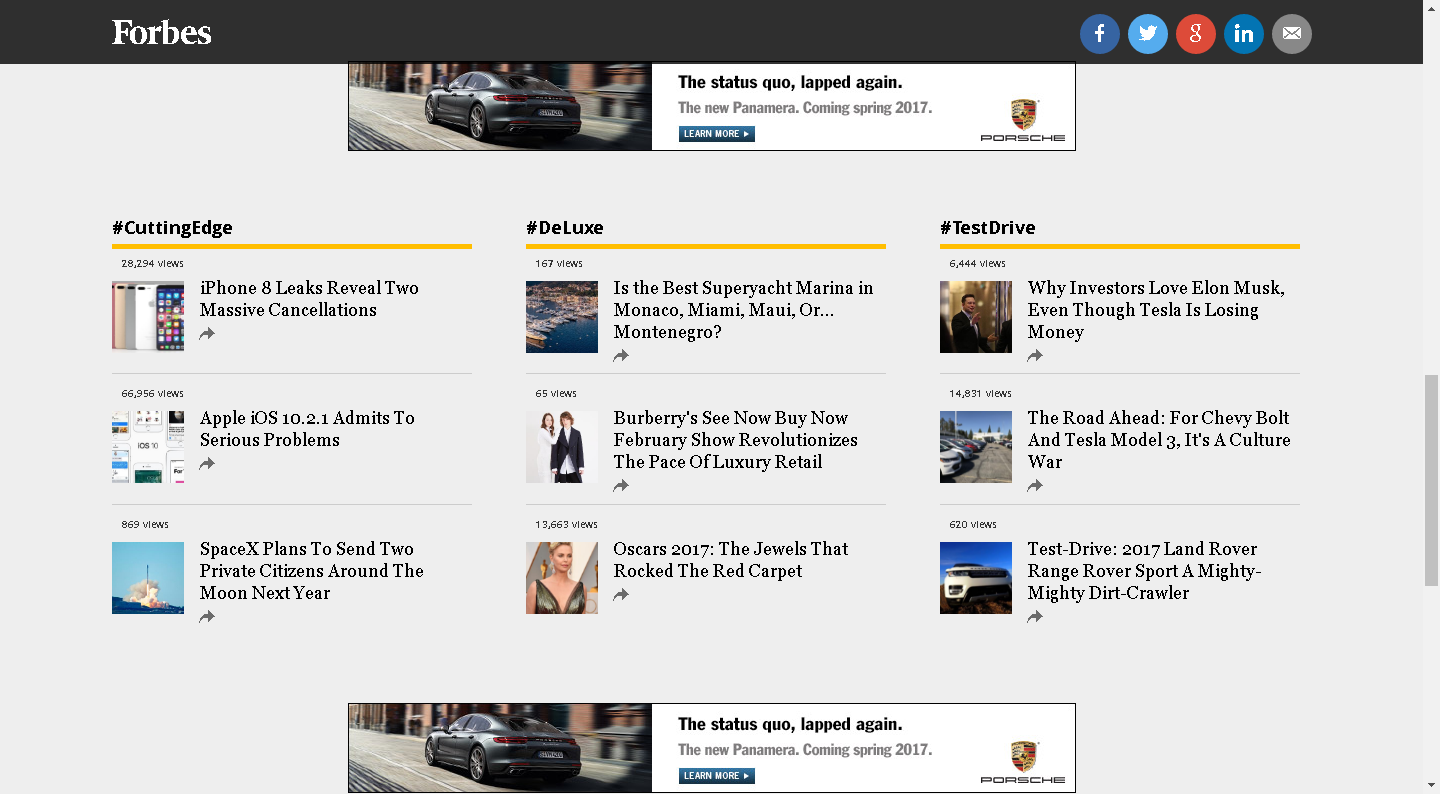 Forbes
The status quo, lapped again.
The new Panamera. Coming spring 2017.
LEARN MORE
PORSCHE
#CuttingEdge
28,294 views
iPhone 8 Leaks Reveal Two
Massive Cancellations
66,956 views
Apple iOS 10.2.1 Admits To
Serious Problems
869 views
SpaceX Plans To Send Two
Private Citizens Around The
Moon Next Year
#DeLuxe
167 views
Is the Best Superyacht Marina in
Monaco, Miami, Maui, Or...
Montenegro?
65 views
Burberry's See Now Buy Now
February Show Revolutionizes
The Pace Of Luxury Retail
13,663 views
Oscars 2017: The Jewels That
Rocked The Red Carpet
#TestDrive
6,444 views
Why Investors Love Elon Musk,
Even Though Tesla Is Losing
Money
14,831 views
The Road Ahead: For Chevy Bolt
And Tesla Model 3, It's A Culture
War
620 views
Test-Drive: 2017 Land Rover
Range Rover Sport A Mighty-
Mighty Dirt-Crawler
The status quo, lapped again.
The new Panamera. Coming spring 2017.
LEARN MORE
PORSCHE